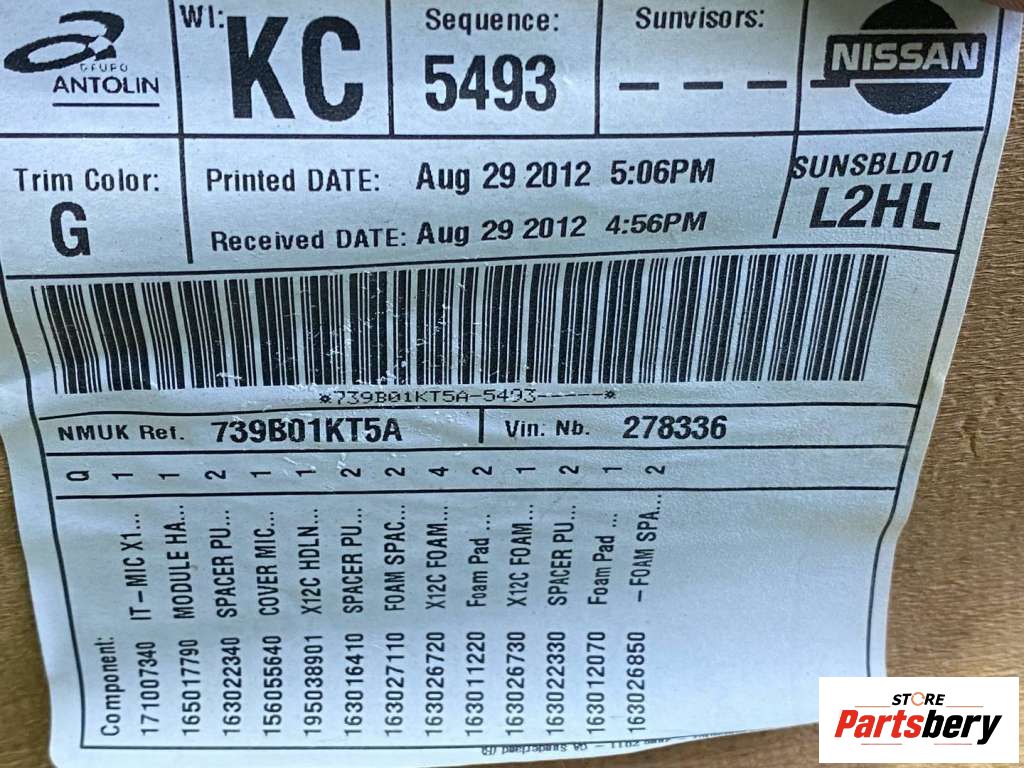 GRUPO
ANTOLIN
WI:
KC
Sequence:
5493
Sunvisors:
– – – –
NISSAN
Trim Color:
G
Printed DATE: Aug 29 2012 5:06PM
Received DATE: Aug 29 2012 4:56PM
SUNSBLD01
L2HL
*739B01KT5A-5493-----*
NMUK Ref. 739B01KT5A
Vin. Nb. 278336
Component: Q
171007340 IT-MIC X1... 1
165017790 MODULE HA... 1
163022340 SPACER PU... 2
156055640 COVER MIC... 1
195038901 X12C HDLN... 1
163016410 SPACER PU... 2
163027110 FOAM SPAC... 2
163026720 X12C FOAM... 4
163011220 Foam Pad ... 2
163026730 X12C FOAM... 1
163022330 SPACER PU... 2
163012070 Foam Pad ... 1
163026850 -FOAM SPA... 2
2011 - GA Sunderland
STORE
Partsbery